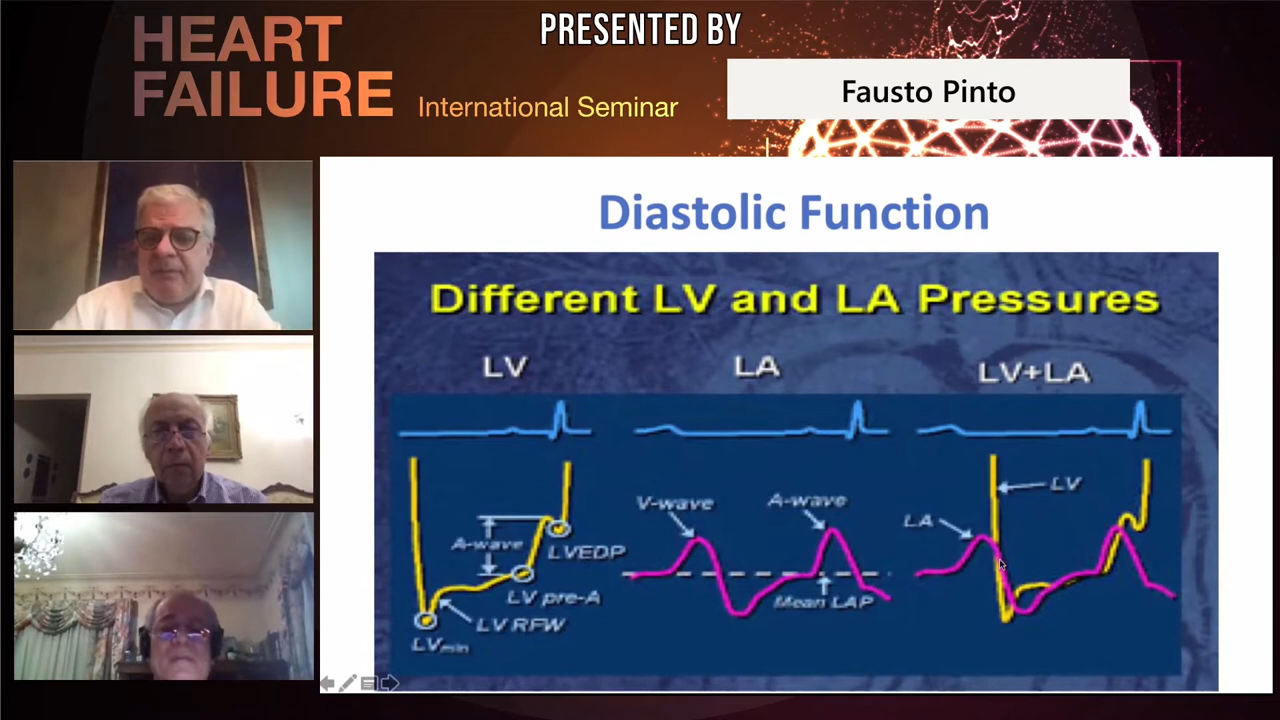 PRESENTED BY
HEART
FAILURE
International Seminar
Fausto Pinto
Diastolic Function
Different LV and LA Pressures
LV
LA
LV+LA
A-wave
LVEDP
LV pre-A
LV RFW
LVmin
V-wave
A-wave
Mean LAP
LA
LV